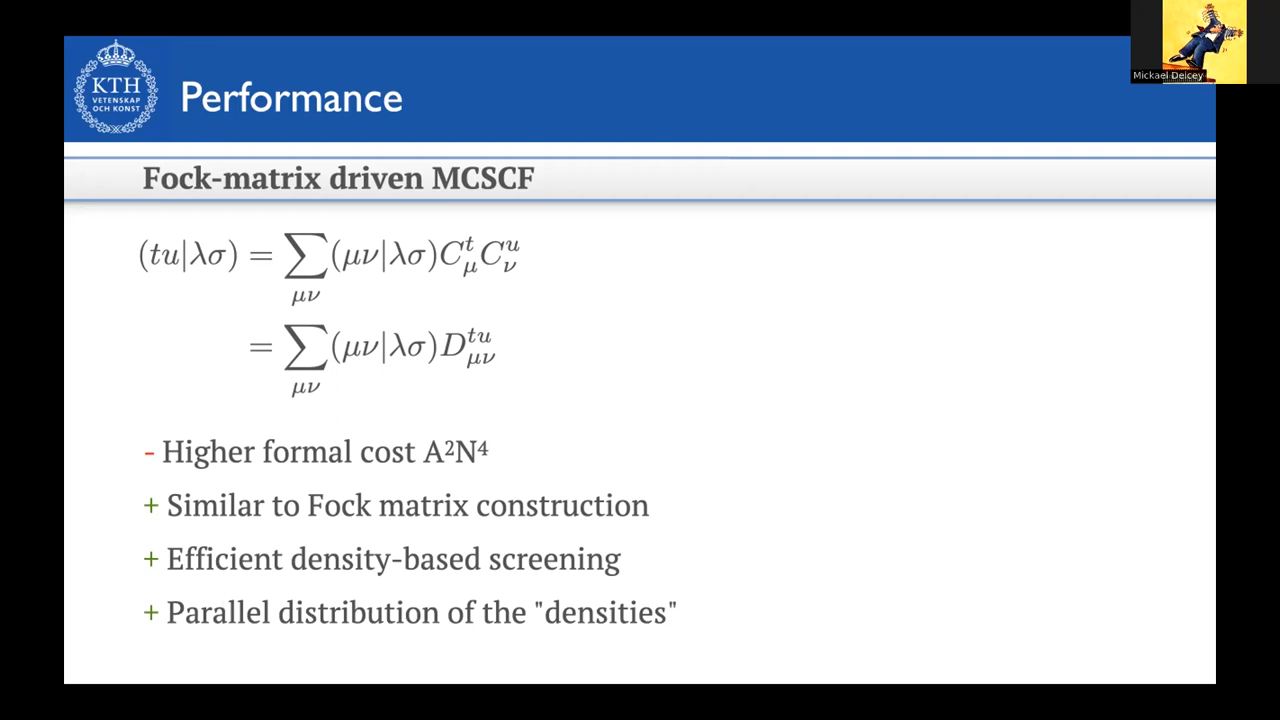 KTH
VETENSKAP
OCH KONST
Performance
Mickael Delcey
Fock-matrix driven MCSCF
(tu|λσ) = ∑_{μν} (μν|λσ)C^t_μ C^u_ν
= ∑_{μν} (μν|λσ)D^{tu}_{μν}
- Higher formal cost A²N⁴
+ Similar to Fock matrix construction
+ Efficient density-based screening
+ Parallel distribution of the "densities"